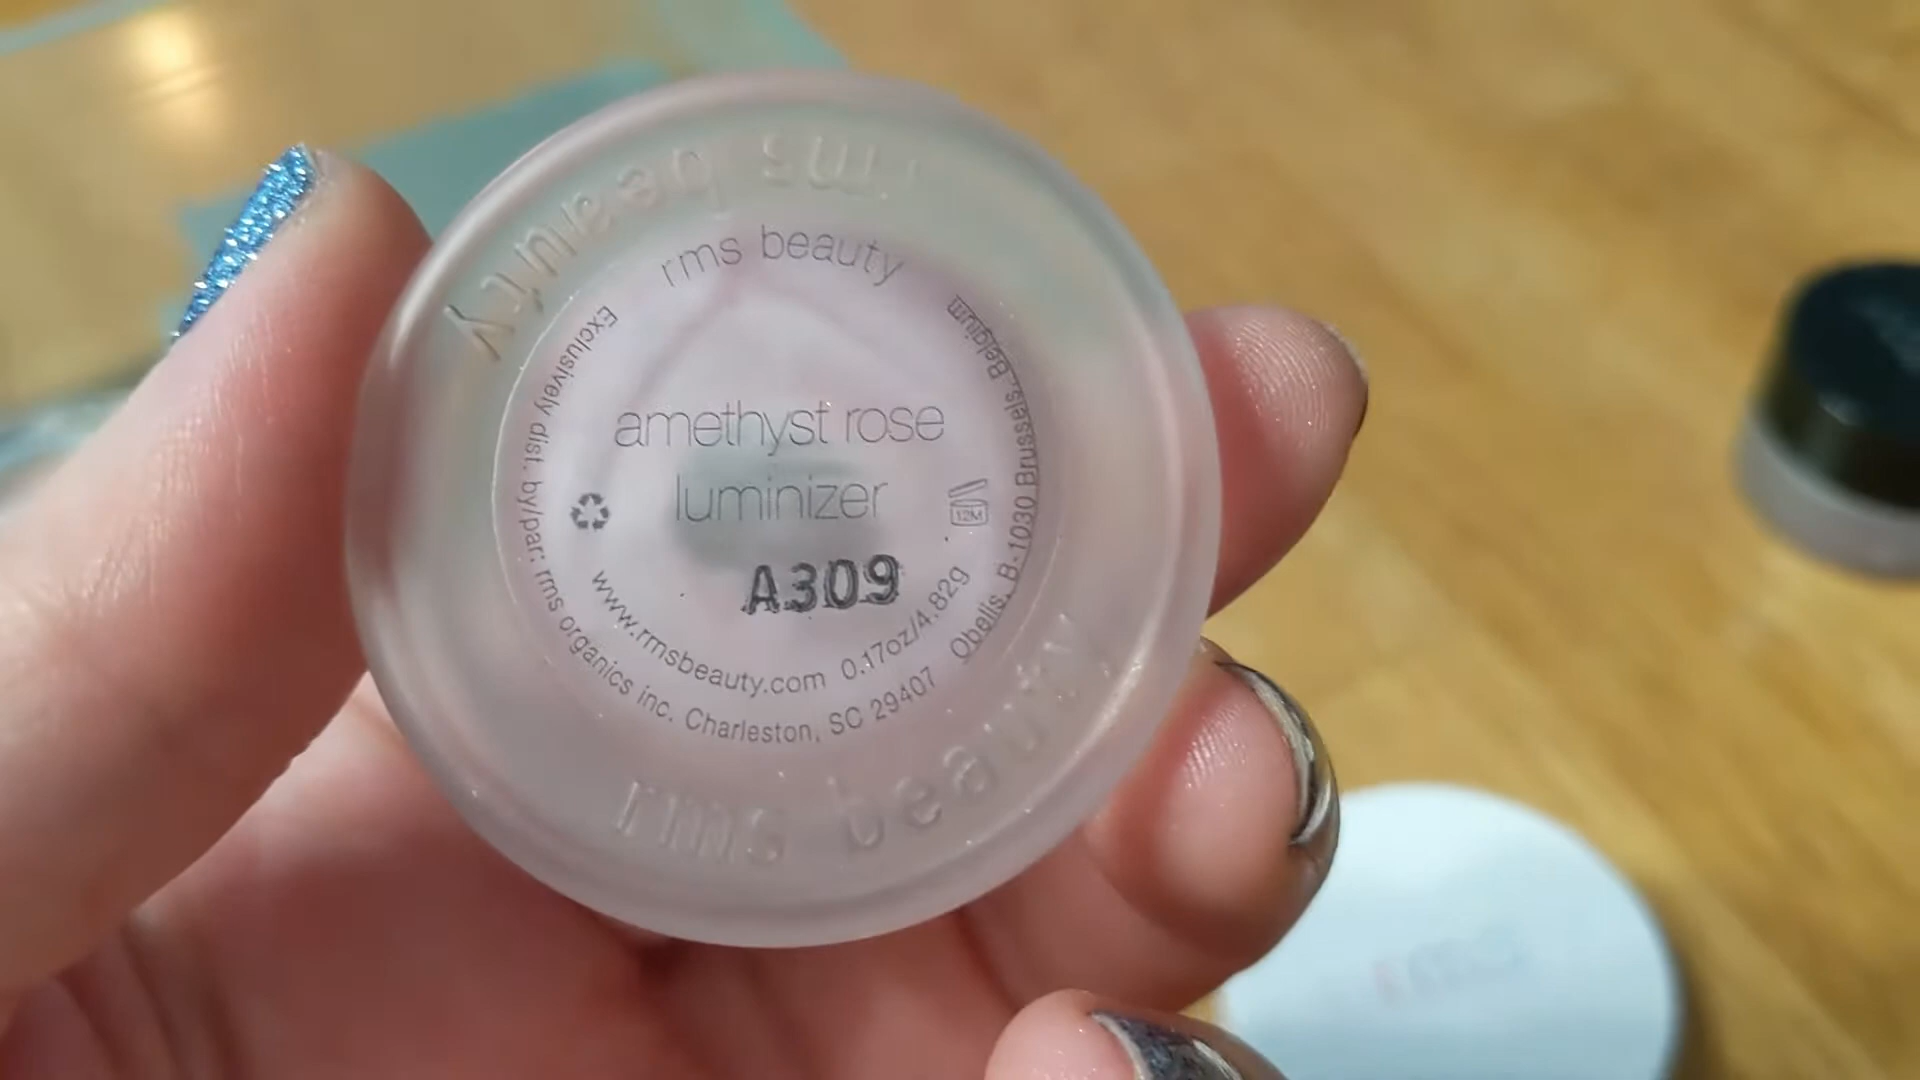 rms beauty
rms beauty
amethyst rose
luminizer
12M
A309
www.rmsbeauty.com 0.17oz/4.82g
Exclusively dist. by/par: rms organics inc. Charleston, SC 29407 Obelis, B-1030 Brussels, Belgium
rms beauty